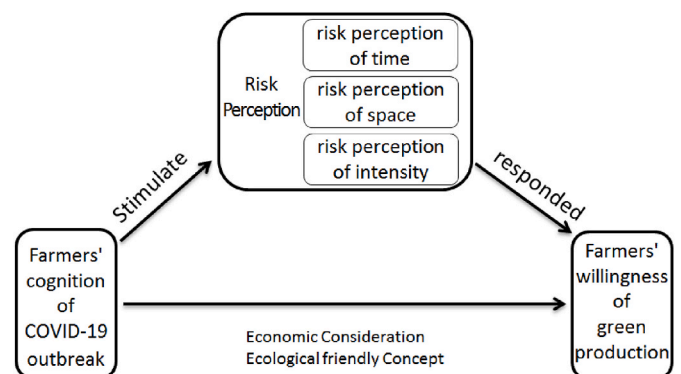 risk perception
of time
Risk
Perception
risk perception
of space
risk perception
of intensity
Stimulate
responded
Farmers'
cognition
of
COVID-19
outbreak
Farmers'
willingness
of
green
production
Economic Consideration
Ecological friendly Concept